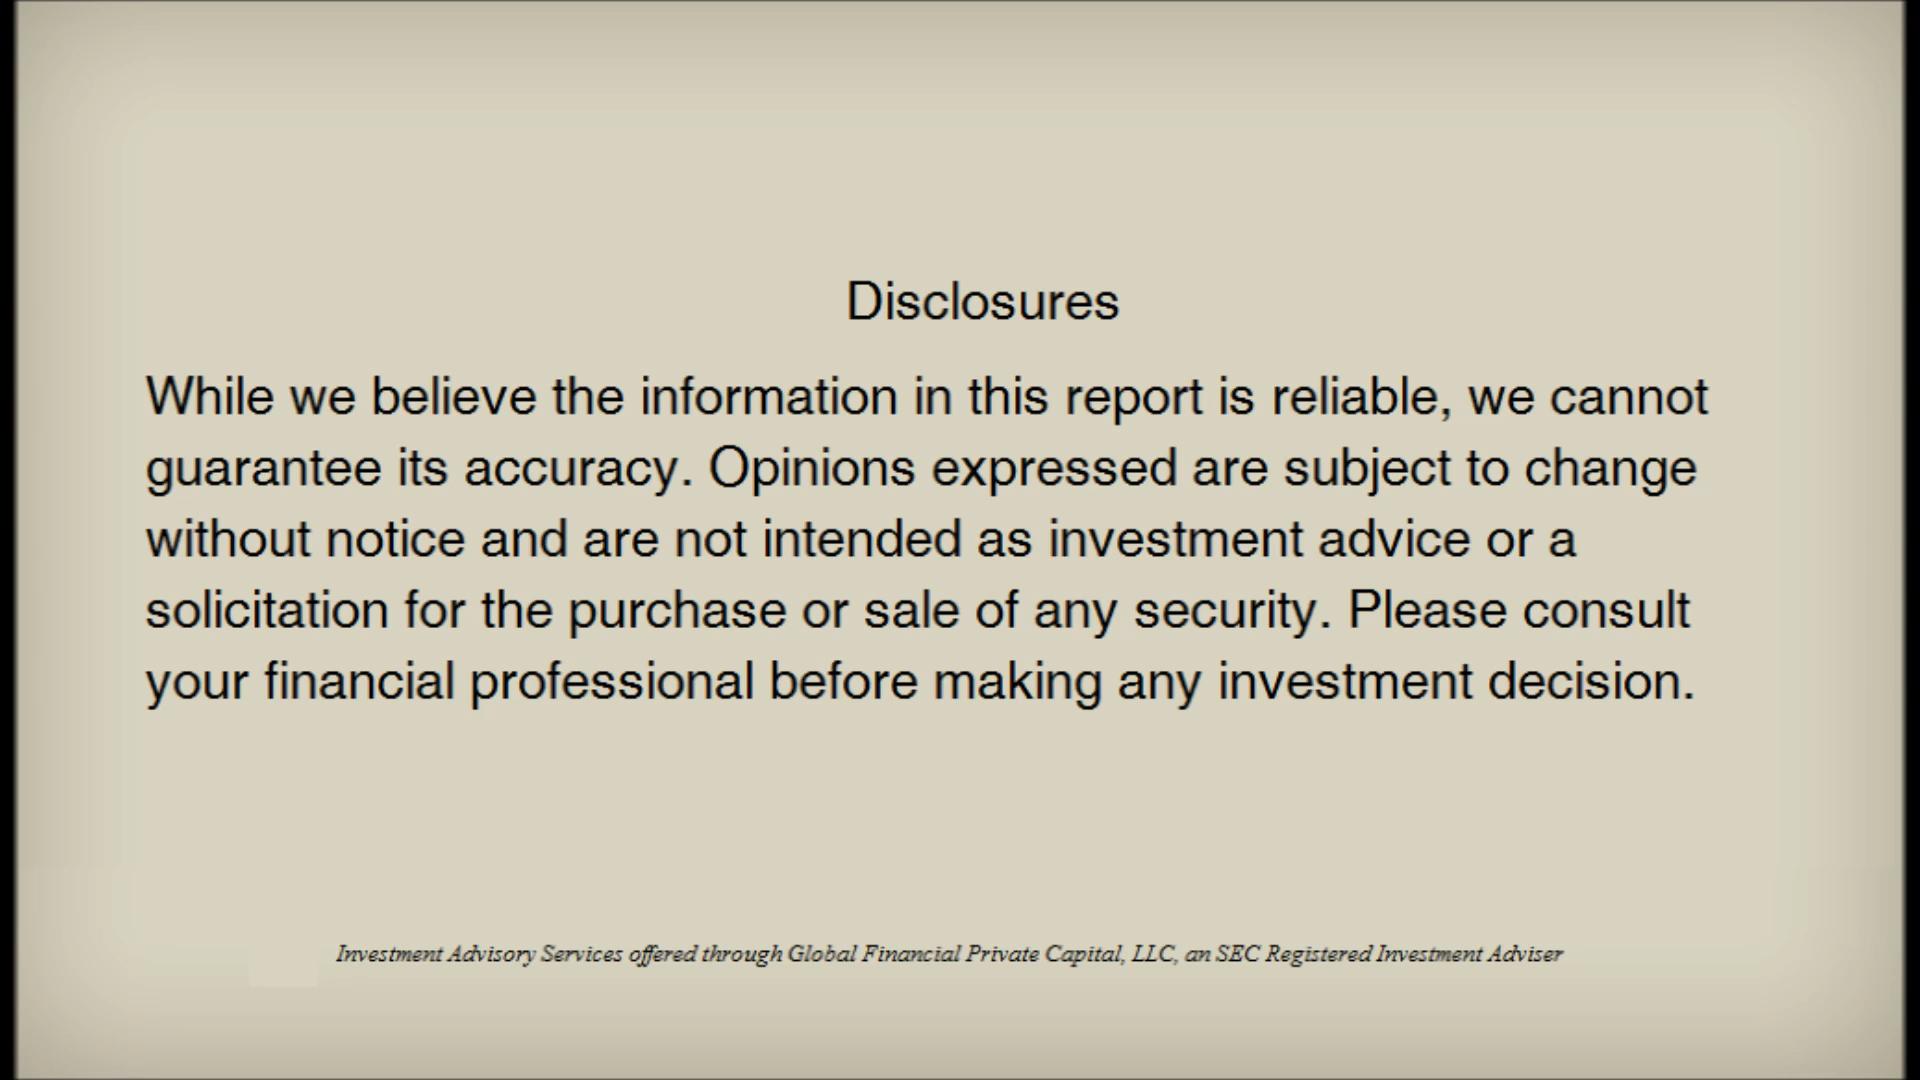 Disclosures
While we believe the information in this report is reliable, we cannot
guarantee its accuracy. Opinions expressed are subject to change
without notice and are not intended as investment advice or a
solicitation for the purchase or sale of any security. Please consult
your financial professional before making any investment decision.
Investment Advisory Services offered through Global Financial Private Capital, LLC, an SEC Registered Investment Adviser